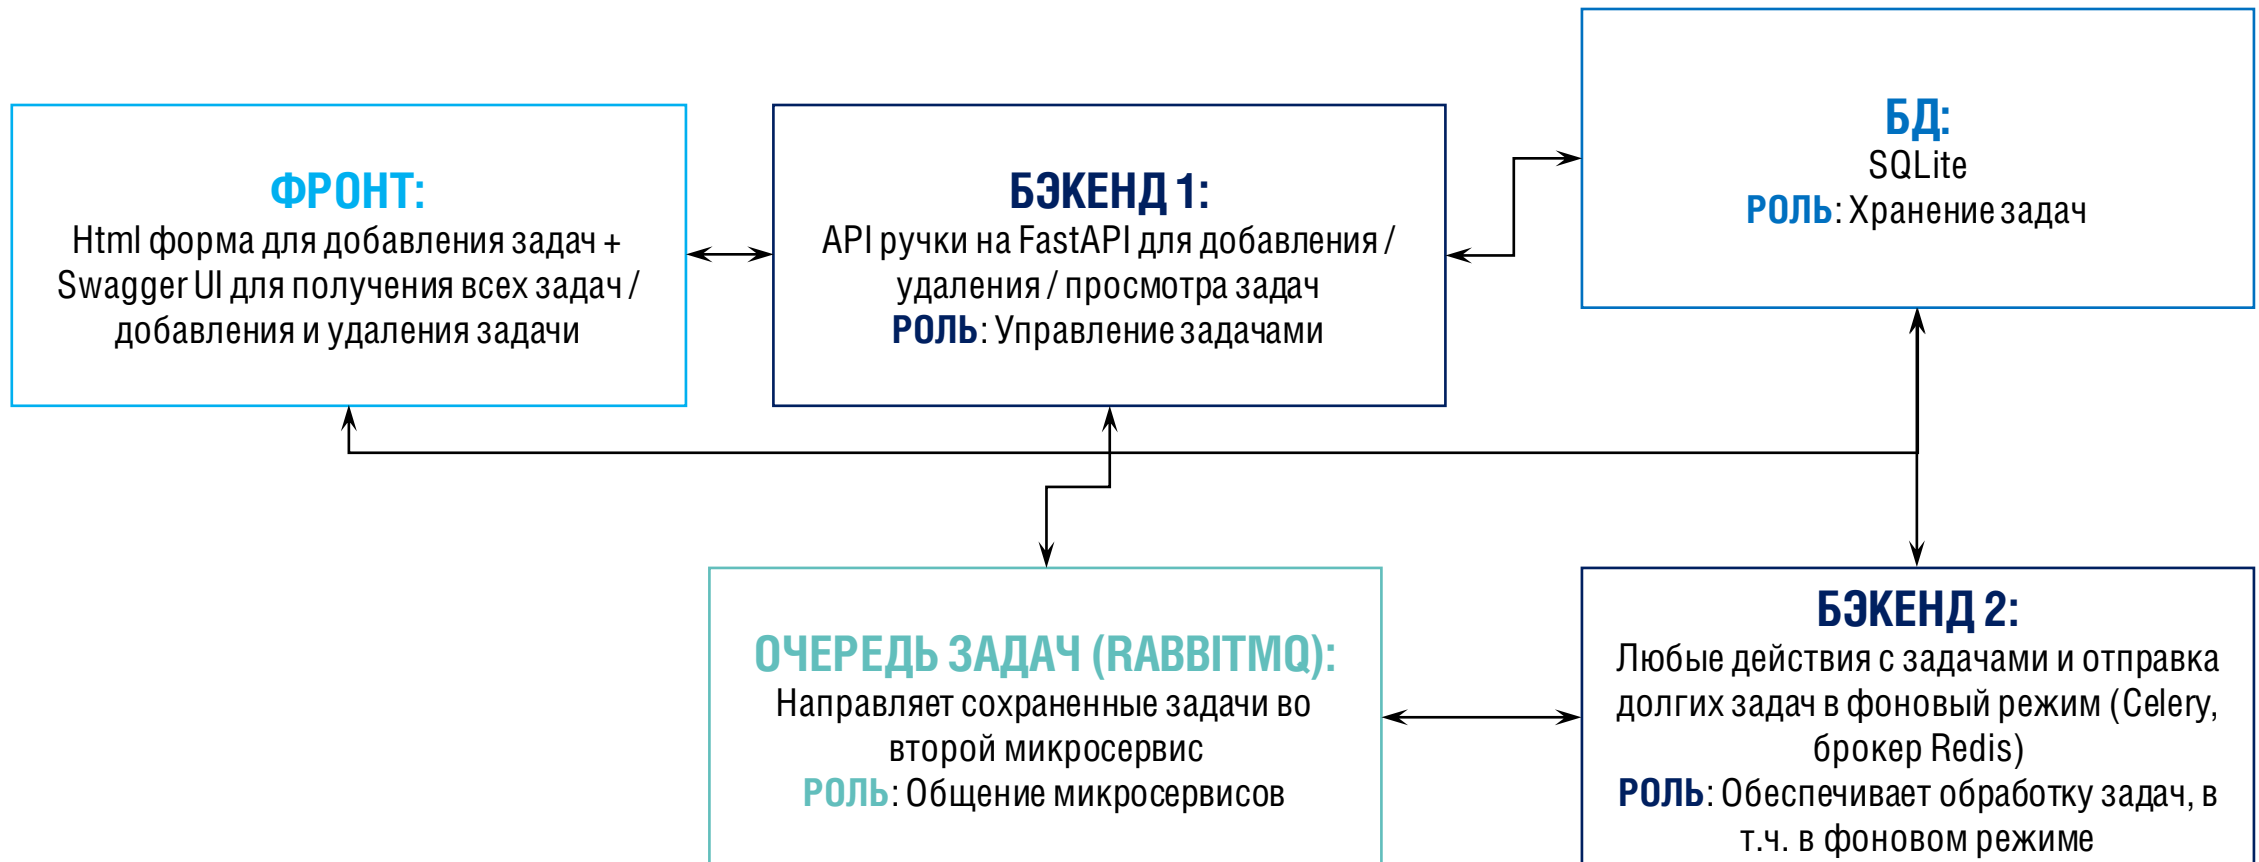 ФРОНТ:
Html форма для добавления задач +
Swagger UI для получения всех задач /
добавления и удаления задачи
БЭКЕНД 1:
API ручки на FastAPI для добавления /
удаления / просмотра задач
РОЛЬ: Управление задачами
БД:
SQLite
РОЛЬ: Хранение задач
ОЧЕРЕДЬ ЗАДАЧ (RABBITMQ):
Направляет сохраненные задачи во
второй микросервис
РОЛЬ: Общение микросервисов
БЭКЕНД 2:
Любые действия с задачами и отправка
долгих задач в фоновый режим (Celery,
брокер Redis)
РОЛЬ: Обеспечивает обработку задач, в
т.ч. в фоновом режиме